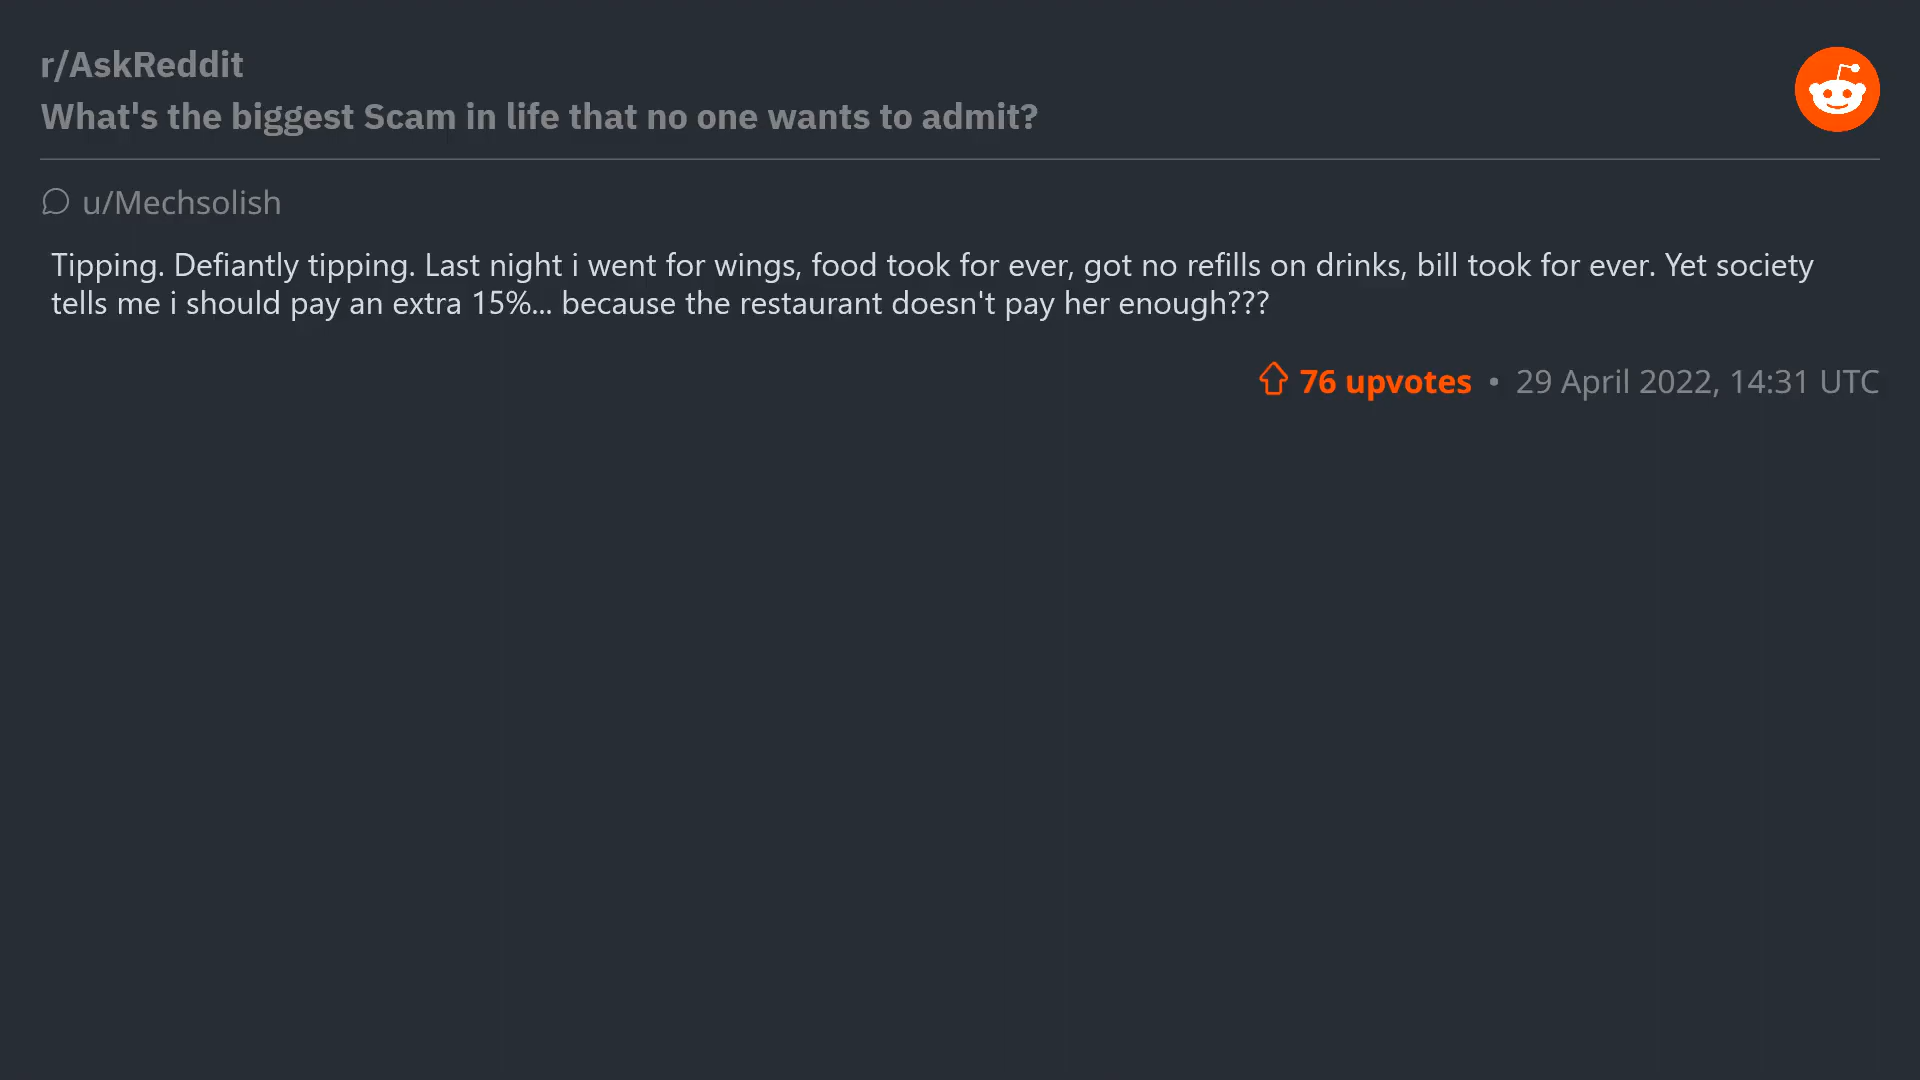 r/AskReddit
What's the biggest Scam in life that no one wants to admit?
u/Mechsolish
Tipping. Defiantly tipping. Last night i went for wings, food took for ever, got no refills on drinks, bill took for ever. Yet society
tells me i should pay an extra 15%... because the restaurant doesn't pay her enough???
76 upvotes • 29 April 2022, 14:31 UTC